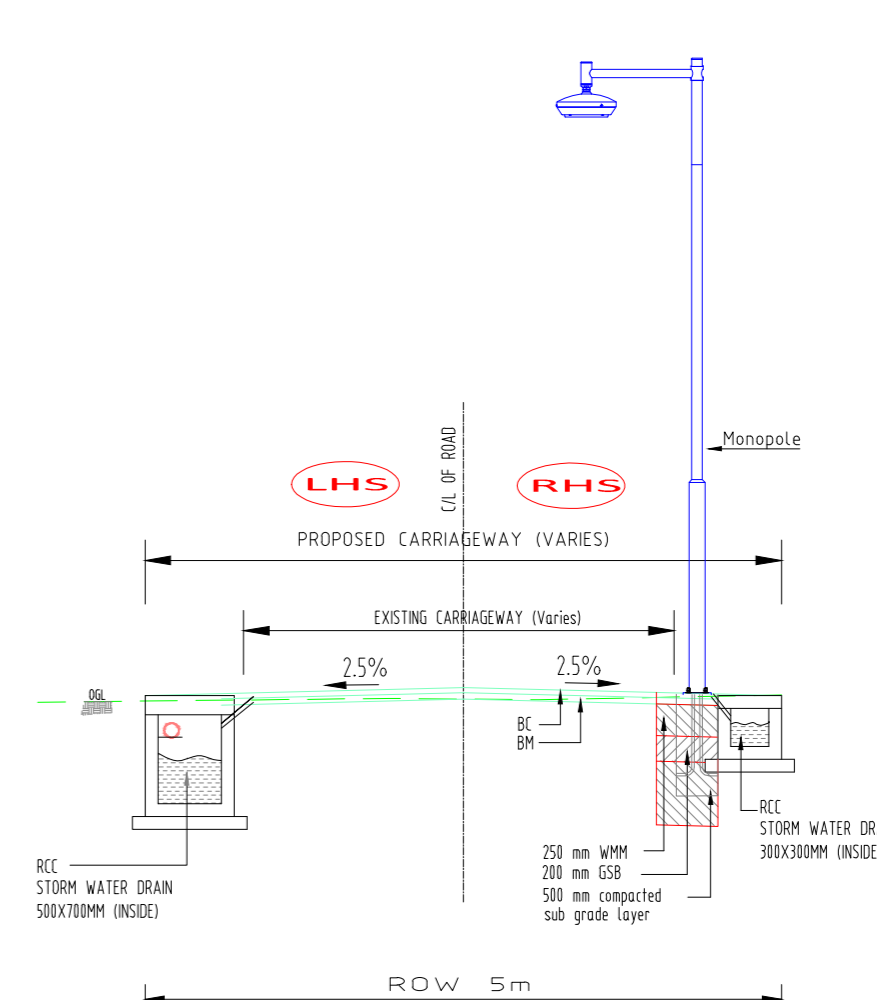 Monopole
C/L OF ROAD
LHS
RHS
PROPOSED CARRIAGEWAY (VARIES)
EXISTING CARRIAGEWAY (Varies)
2.5%
2.5%
OGL
BC
BM
RCC
STORM WATER DRAIN
500X700MM (INSIDE)
250 mm WMM
200 mm GSB
500 mm compacted
sub grade layer
RCC
STORM WATER DR
300X300MM (INSIDE
ROW 5m